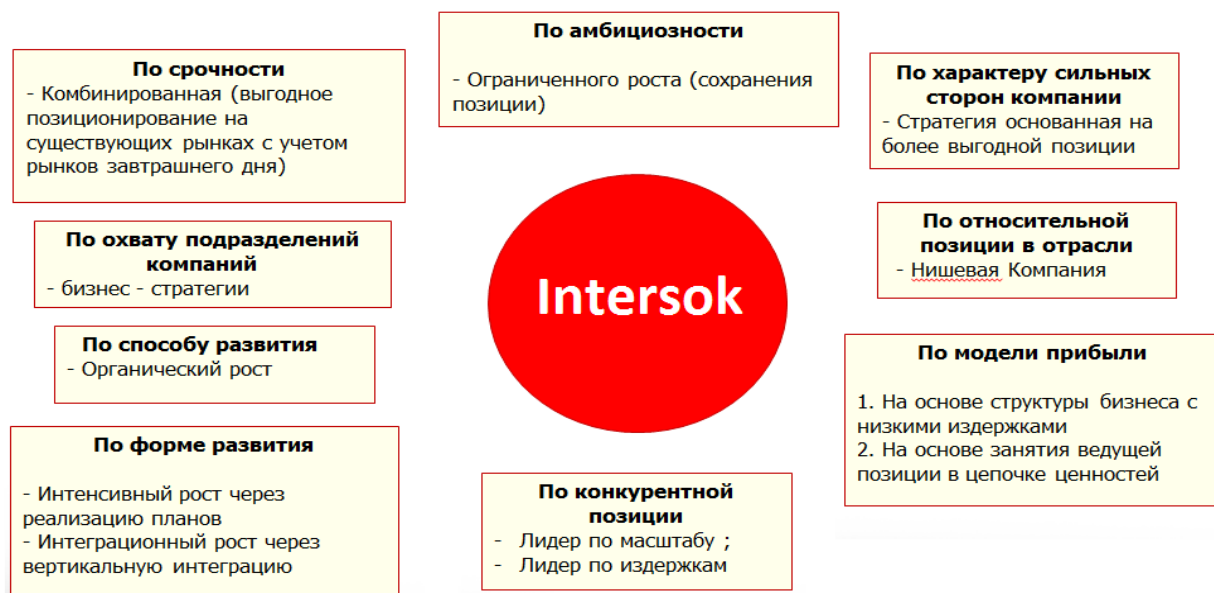 По амбициозности
- Ограниченного роста (сохранения
позиции)
По срочности
- Комбинированная (выгодное
позиционирование на
существующих рынках с учетом
рынков завтрашнего дня)
По характеру сильных
сторон компании
- Стратегия основанная на
более выгодной позиции
По охвату подразделений
компаний
- бизнес - стратегии
По относительной
позиции в отрасли
- Нишевая Компания
Intersok
По способу развития
- Органический рост
По модели прибыли
1. На основе структуры бизнеса с
низкими издержками
2. На основе занятия ведущей
позиции в цепочке ценностей
По форме развития
- Интенсивный рост через
реализацию планов
- Интеграционный рост через
вертикальную интеграцию
По конкурентной
позиции
- Лидер по масштабу ;
- Лидер по издержкам